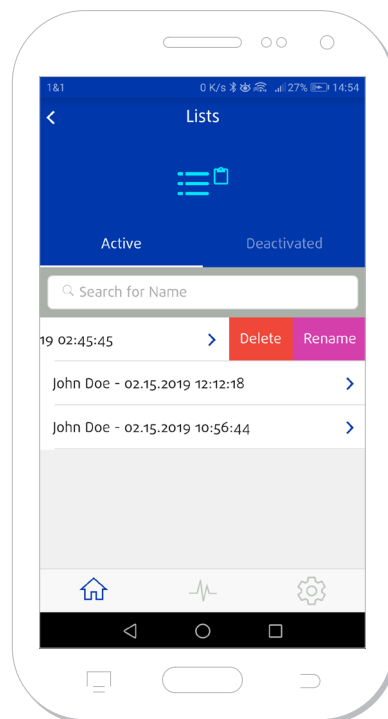 1&1 0 K/s 27% 14:54
Lists
Active Deactivated
Search for Name
19 02:45:45 Delete Rename
John Doe - 02.15.2019 12:12:18
John Doe - 02.15.2019 10:56:44